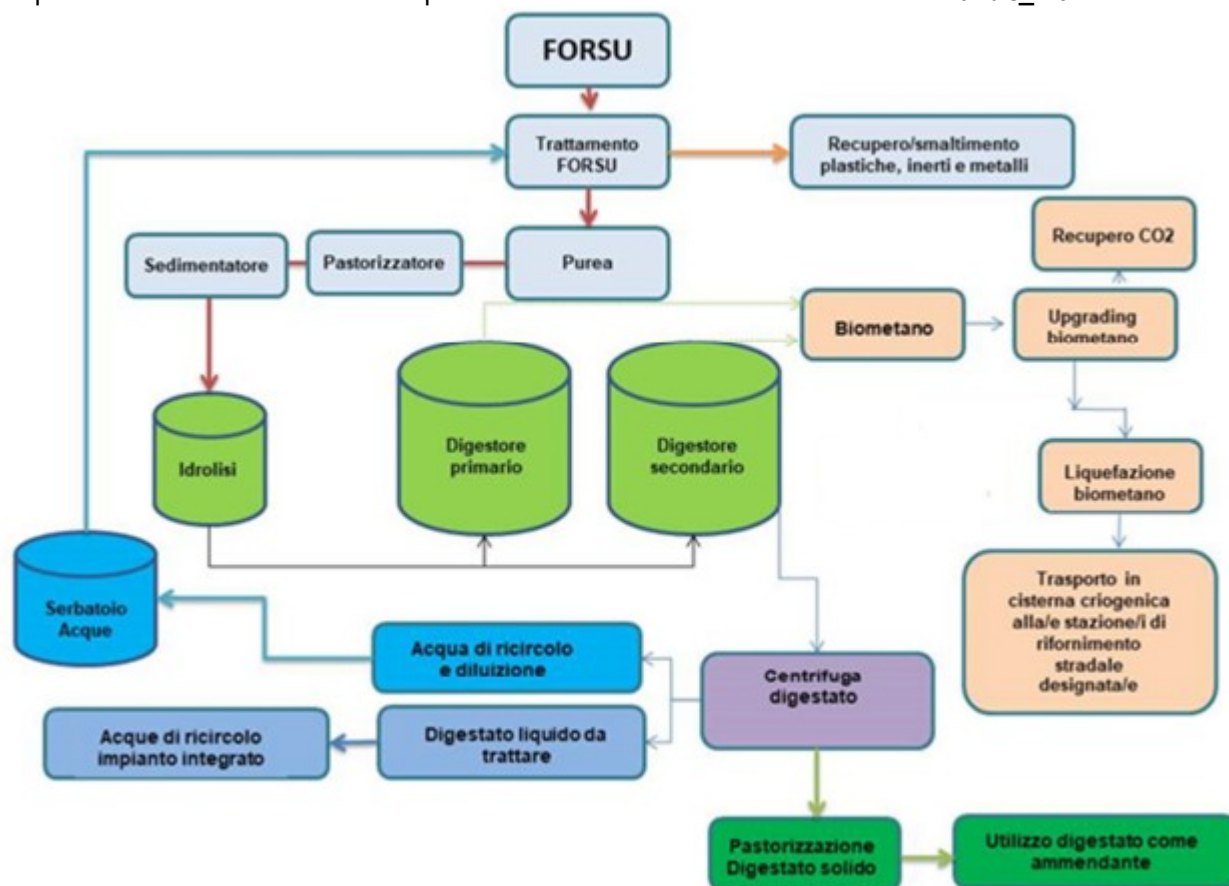 FORSU
Trattamento
FORSU
Recupero/smaltimento
plastiche, inerti e metalli
Recupero CO2
Sedimentatore
Pastorizzatore
Purea
Biometano
Upgrading
biometano
Idrolisi
Digestore
primario
Digestore
secondario
Liquefazione
biometano
Serbatoio
Acque
Acqua di ricircolo
e diluizione
Centrifuga
digestato
Trasporto in
cisterna criogenica
alla/e stazione/i di
rifornimento
stradale
designata/e
Acque di ricircolo
impianto integrato
Digestato liquido da
trattare
Pastorizzazione
Digestato solido
Utilizzo digestato come
ammendante